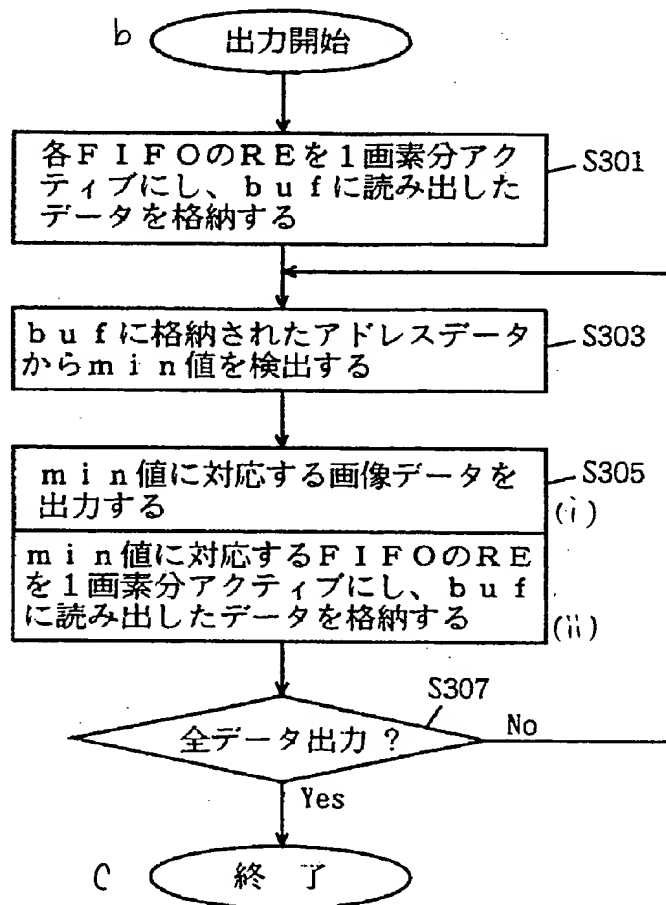 b 出力開始
各ＦＩＦＯのＲＥを１画素分アク
ティブにし、ｂｕｆに読み出した
データを格納する
S301
ｂｕｆに格納されたアドレスデータ
からｍｉｎ値を検出する
S303
ｍｉｎ値に対応する画像データを
出力する
S305
(i)
ｍｉｎ値に対応するＦＩＦＯのＲＥ
を１画素分アクティブにし、ｂｕｆ
に読み出したデータを格納する
(ii)
S307
全データ出力？
No
Yes
C 終 了